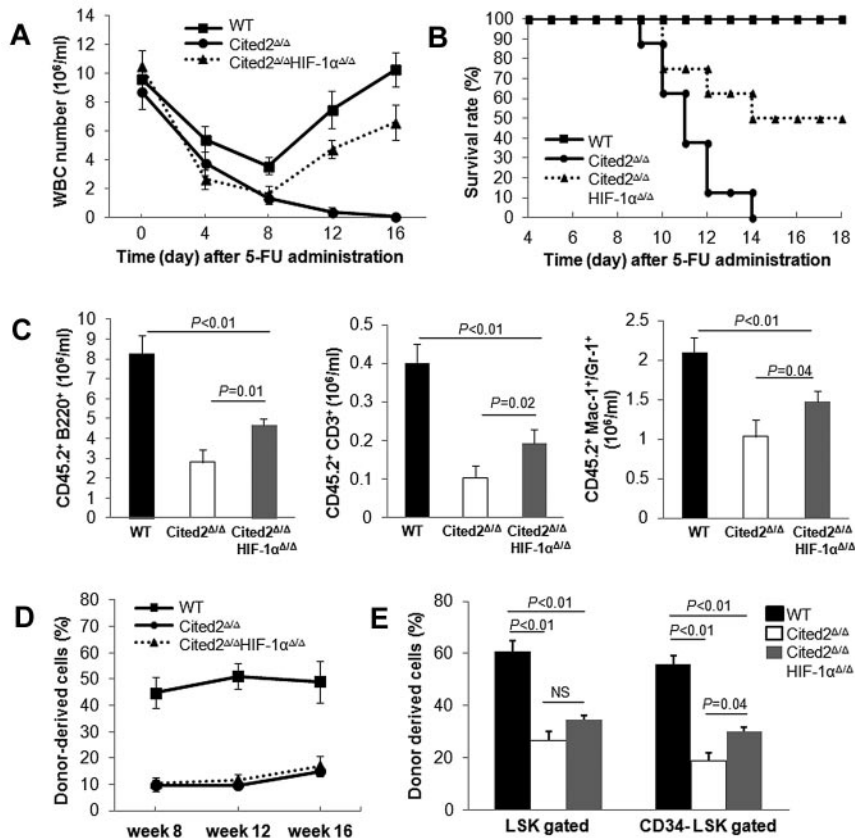 A
WBC number (10⁶/ml)
14
12
10
8
6
4
2
0
WT
Cited2Δ/Δ
Cited2Δ/ΔHIF-1αΔ/Δ
0 4 8 12 16
Time (day) after 5-FU administration
B
Survival rate (%)
100
90
80
70
60
50
40
30
20
10
0
WT
Cited2Δ/Δ
Cited2Δ/Δ
HIF-1αΔ/Δ
4 6 8 10 12 14 16 18
Time (day) after 5-FU administration
C
CD45.2⁺ B220⁺ (10⁶/ml)
10
9
8
7
6
5
4
3
2
1
0
P<0.01
P=0.01
WT Cited2Δ/Δ Cited2Δ/Δ
HIF-1αΔ/Δ
CD45.2⁺ CD3⁺ (10⁶/ml)
0.5
0.4
0.3
0.2
0.1
0
P<0.01
P=0.02
WT Cited2Δ/Δ Cited2Δ/Δ
HIF-1αΔ/Δ
CD45.2⁺ Mac-1⁺/Gr-1⁺
(10⁶/ml)
2.5
2
1.5
1
0.5
0
P<0.01
P=0.04
WT Cited2Δ/Δ Cited2Δ/Δ
HIF-1αΔ/Δ
D
Donor-derived cells (%)
80
70
60
50
40
30
20
10
0
WT
Cited2Δ/Δ
Cited2Δ/ΔHIF-1αΔ/Δ
week 8 week 12 week 16
E
Donor derived cells (%)
80
60
40
20
0
P<0.01
P<0.01
NS
P<0.01
P<0.01
P=0.04
WT
Cited2Δ/Δ
Cited2Δ/Δ
HIF-1αΔ/Δ
LSK gated CD34- LSK gated